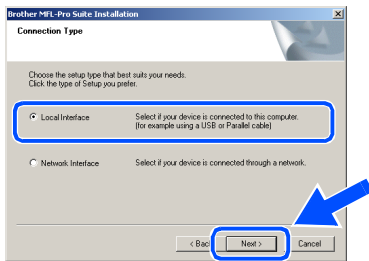 Brother MFL-Pro Suite Installation
Connection Type
Choose the setup type that best suits your needs.
Click the type of Setup you prefer.
Local Interface
Select if your device is connected to this computer.
(for example using a USB or Parallel cable)
Network Interface
Select if your device is connected through a network.
< Bac Next > Cancel